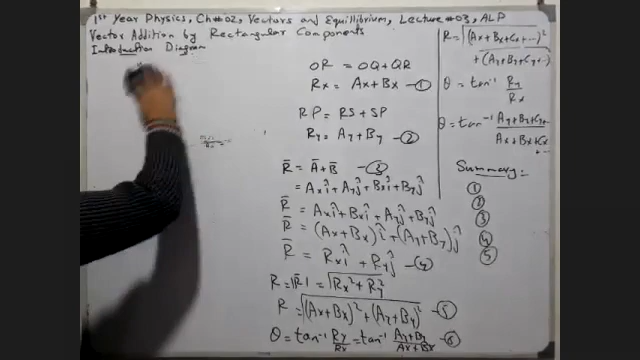 1st Year Physics, Ch#02, Vectors and Equilibrium, Lecture #03, ALP
Vector Addition by Rectangular Components
Introduction Diagram
OR = OQ+QR
Rx = Ax+Bx —①
RP = RS + SP
Ry = Ay+By —②
R̄ = Ā+B̄ —③
= Axî + Ayĵ + Bxî + Byĵ
R̄ = Axî+Bxî + Ayĵ+Byĵ
R̄ = (Ax+Bx)î + (Ay+By)ĵ
R̄ = Rxî + Ryĵ —④
R = |R̄| = √Rx²+Ry²
R = √(Ax+Bx)²+(Ay+By)² —⑤
θ = tan⁻¹ Ry/Rx = tan⁻¹ Ay+By/Ax+Bx —⑥
R = √(Ax+Bx+Cx+...)²
+(Ay+By+Cy+..)
θ = tan⁻¹ Ry/Rx
θ = tan⁻¹ Ay+By+Cy+../Ax+Bx+Cx+...
Summary:
①
②
③
④
⑤